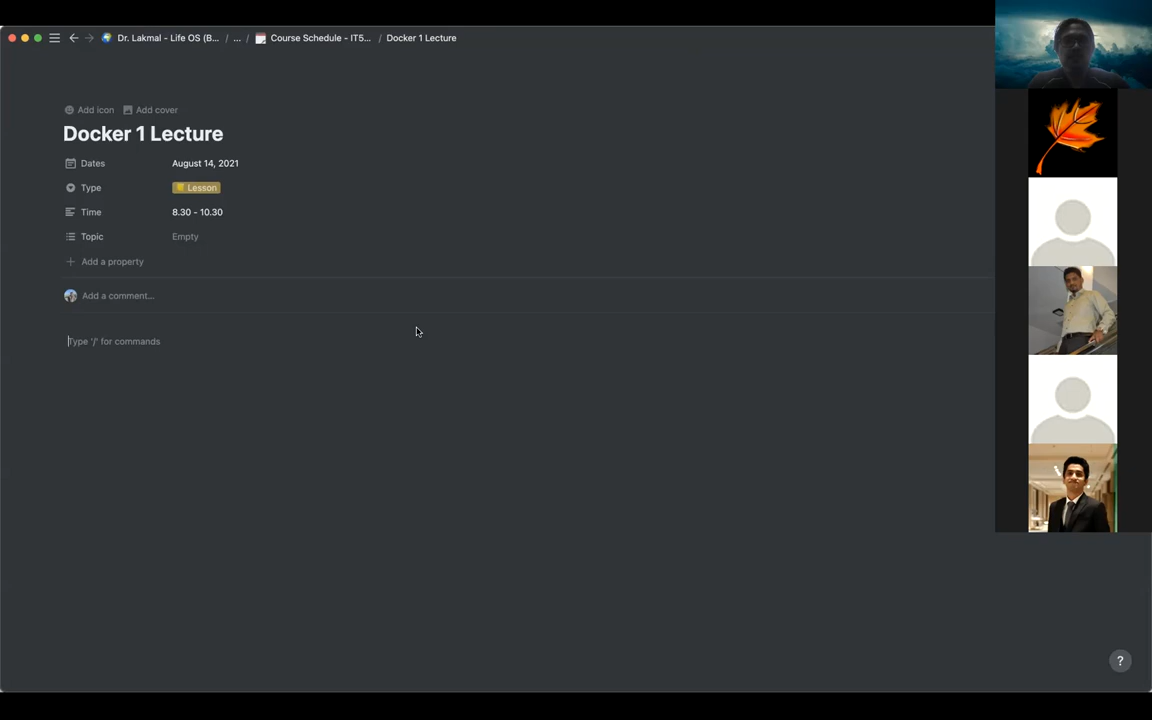 Dr. Lakmal - Life OS (B... / ... / Course Schedule - IT5... / Docker 1 Lecture
Add icon Add cover
Docker 1 Lecture
Dates August 14, 2021
Type Lesson
Time 8.30 - 10.30
Topic Empty
Add a property
Add a comment...
Type '/' for commands
?